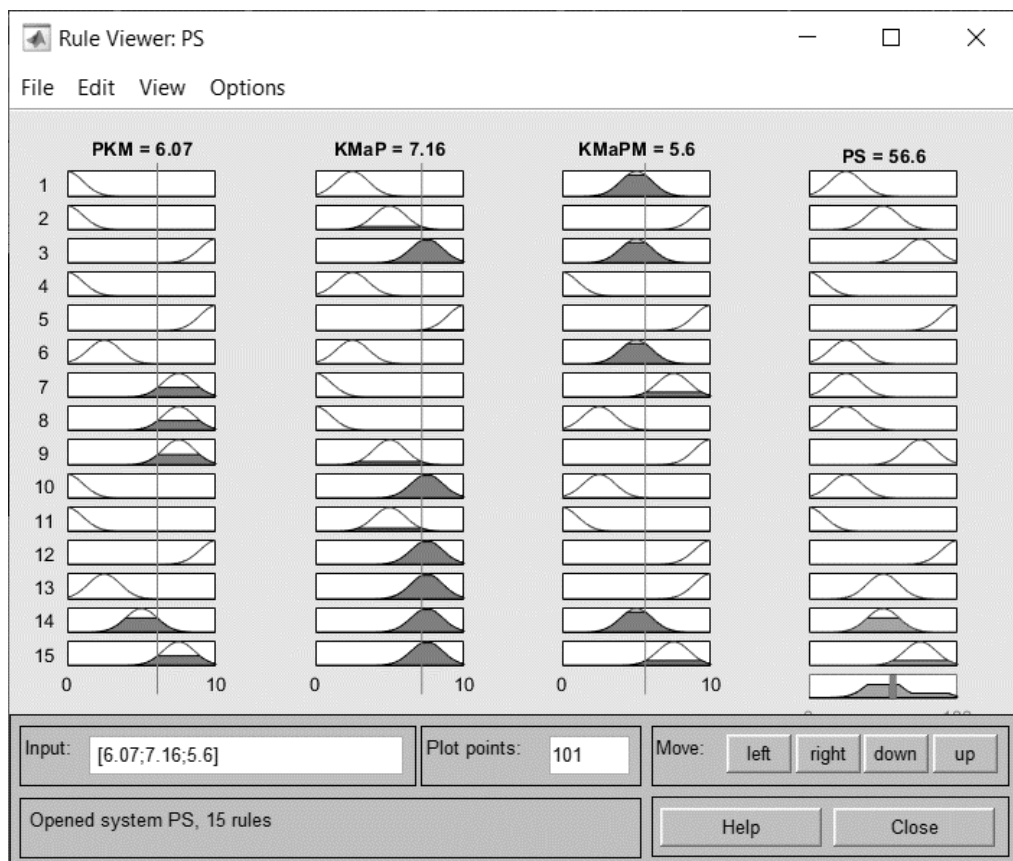 Rule Viewer: PS
File Edit View Options
PKM = 6.07 KMaP = 7.16 KMaPM = 5.6 PS = 56.6
1
2
3
4
5
6
7
8
9
10
11
12
13
14
15
0 10 0 10 0 10
Input: [6.07;7.16;5.6] Plot points: 101 Move: left right down up
Opened system PS, 15 rules Help Close